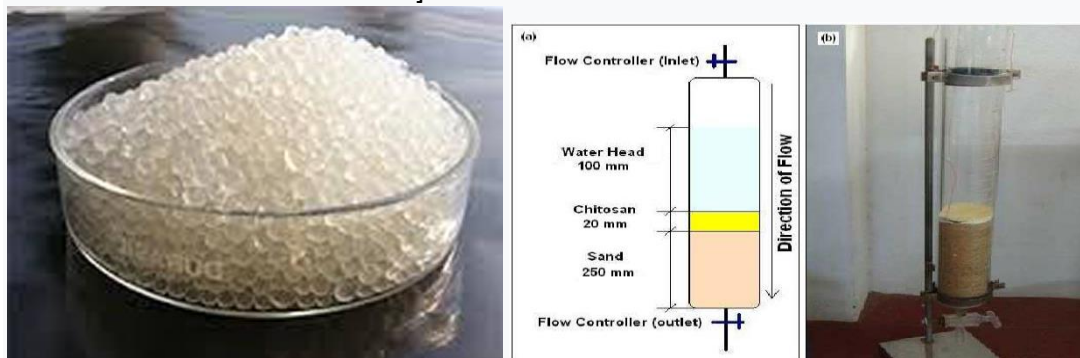 ]
(a)
Flow Controller (Inlet)
Water Head
100 mm
Chitosan
20 mm
Sand
250 mm
Direction of Flow
Flow Controller (outlet)
(b)